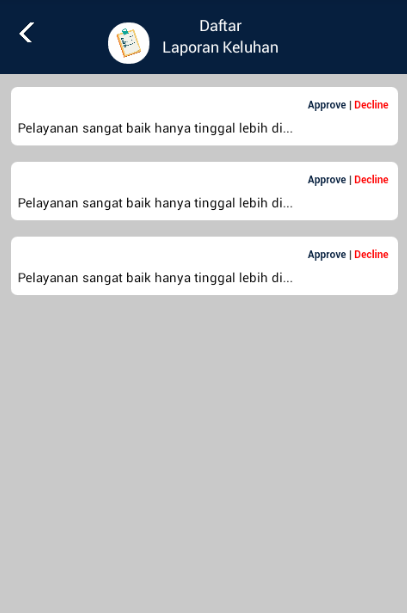 Daftar
Laporan Keluhan
Approve | Decline
Pelayanan sangat baik hanya tinggal lebih di...
Approve | Decline
Pelayanan sangat baik hanya tinggal lebih di...
Approve | Decline
Pelayanan sangat baik hanya tinggal lebih di...